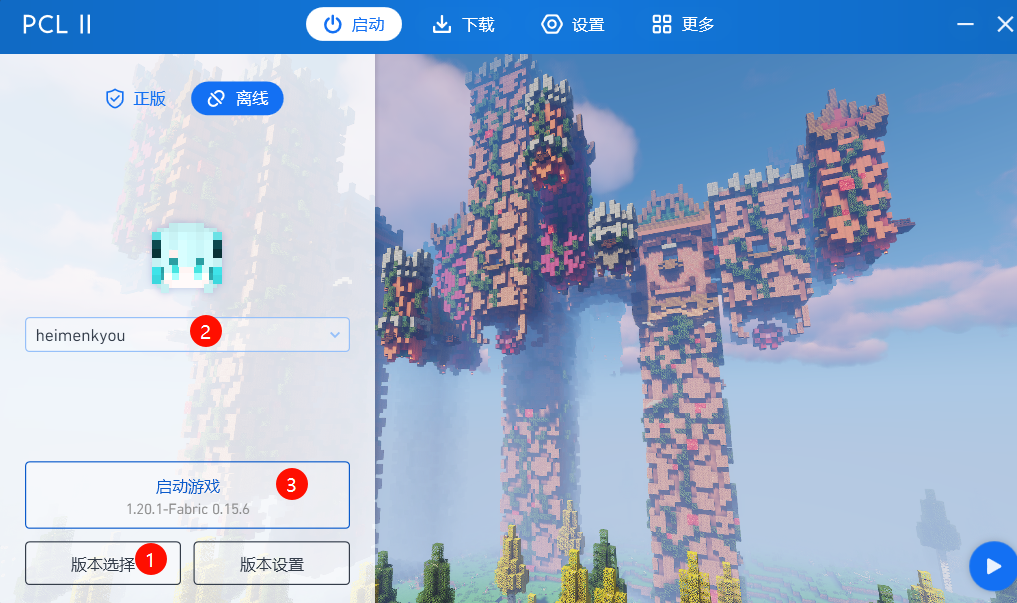 PCL II
启动
下载
设置
更多
正版
离线
heimenkyou
2
启动游戏
3
1.20.1-Fabric 0.15.6
版本选择
1
版本设置